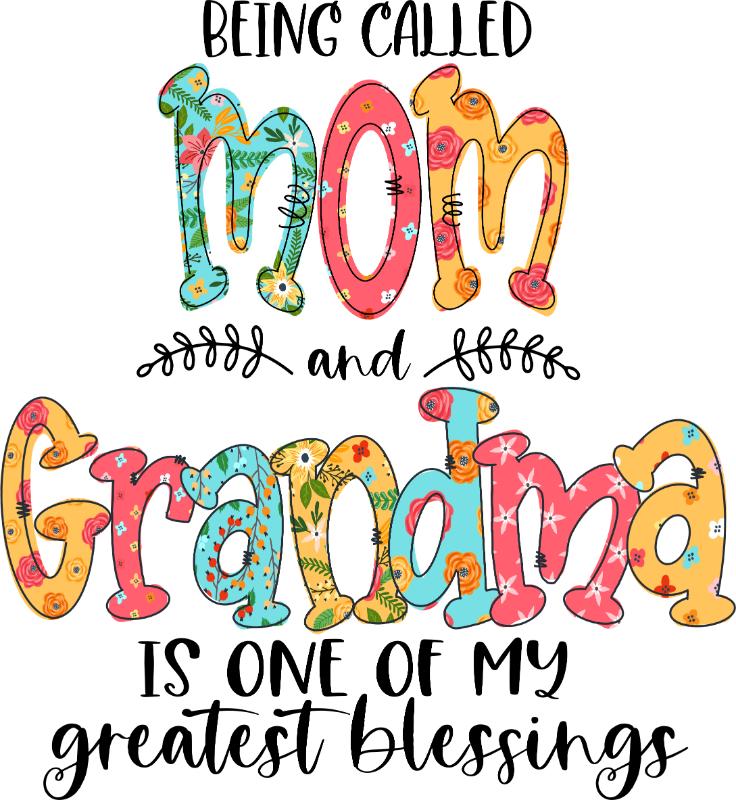 BEING CALLED
mom
and
Grandma
IS ONE OF MY
greatest blessings